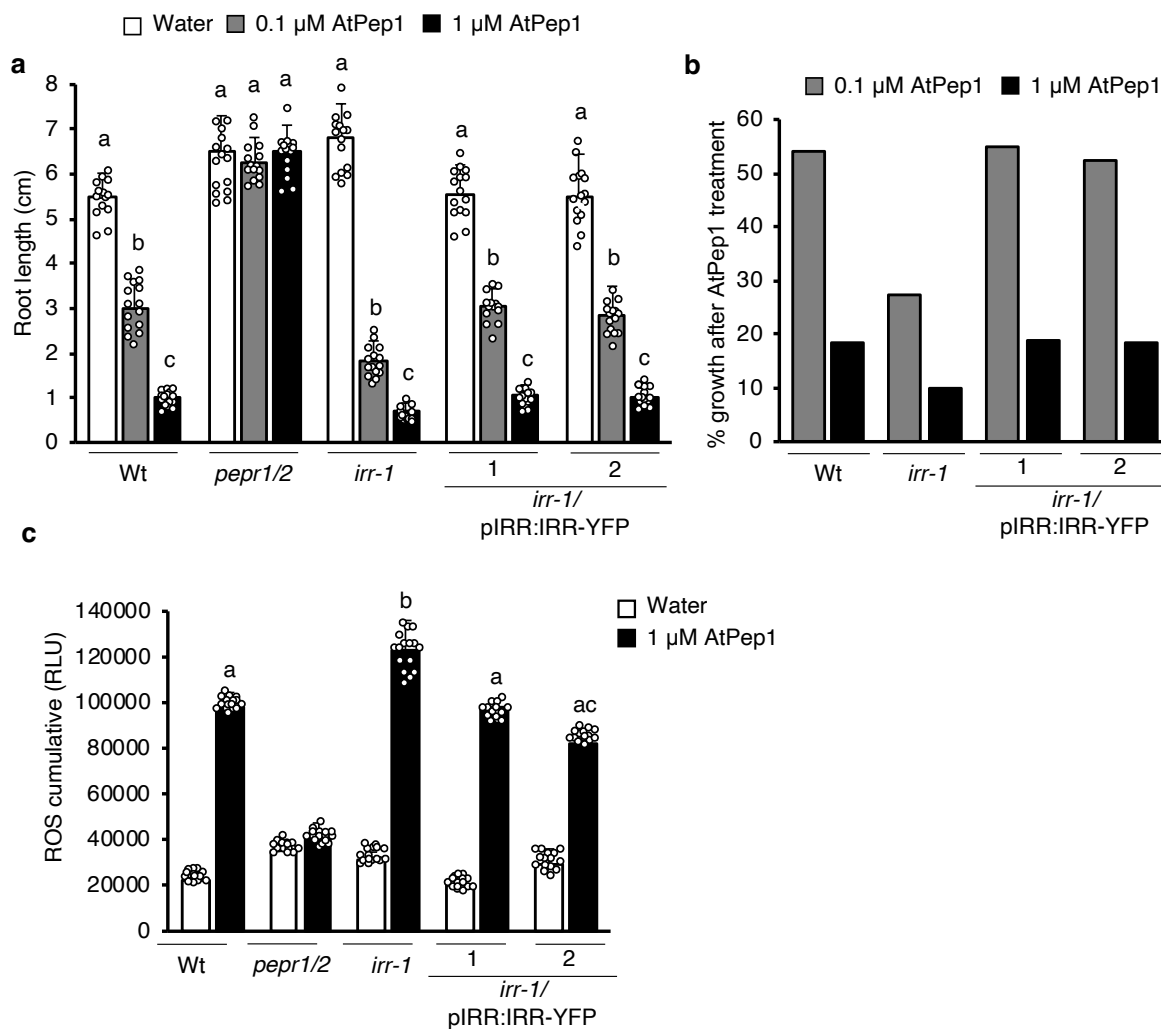 Water 0.1 µM AtPep1 1 µM AtPep1
a
Root length (cm)
8
7
6
5
4
3
2
1
0
a b c
a a a
a b c
a b c
a b c
Wt pepr1/2 irr-1 1 2
irr-1/
pIRR:IRR-YFP
b
0.1 µM AtPep1 1 µM AtPep1
% growth after AtPep1 treatment
60
50
40
30
20
10
0
Wt irr-1 1 2
irr-1/
pIRR:IRR-YFP
c
Water
1 µM AtPep1
ROS cumulative (RLU)
140000
120000
100000
80000
60000
40000
20000
0
a b a ac
Wt pepr1/2 irr-1 1 2
irr-1/
pIRR:IRR-YFP